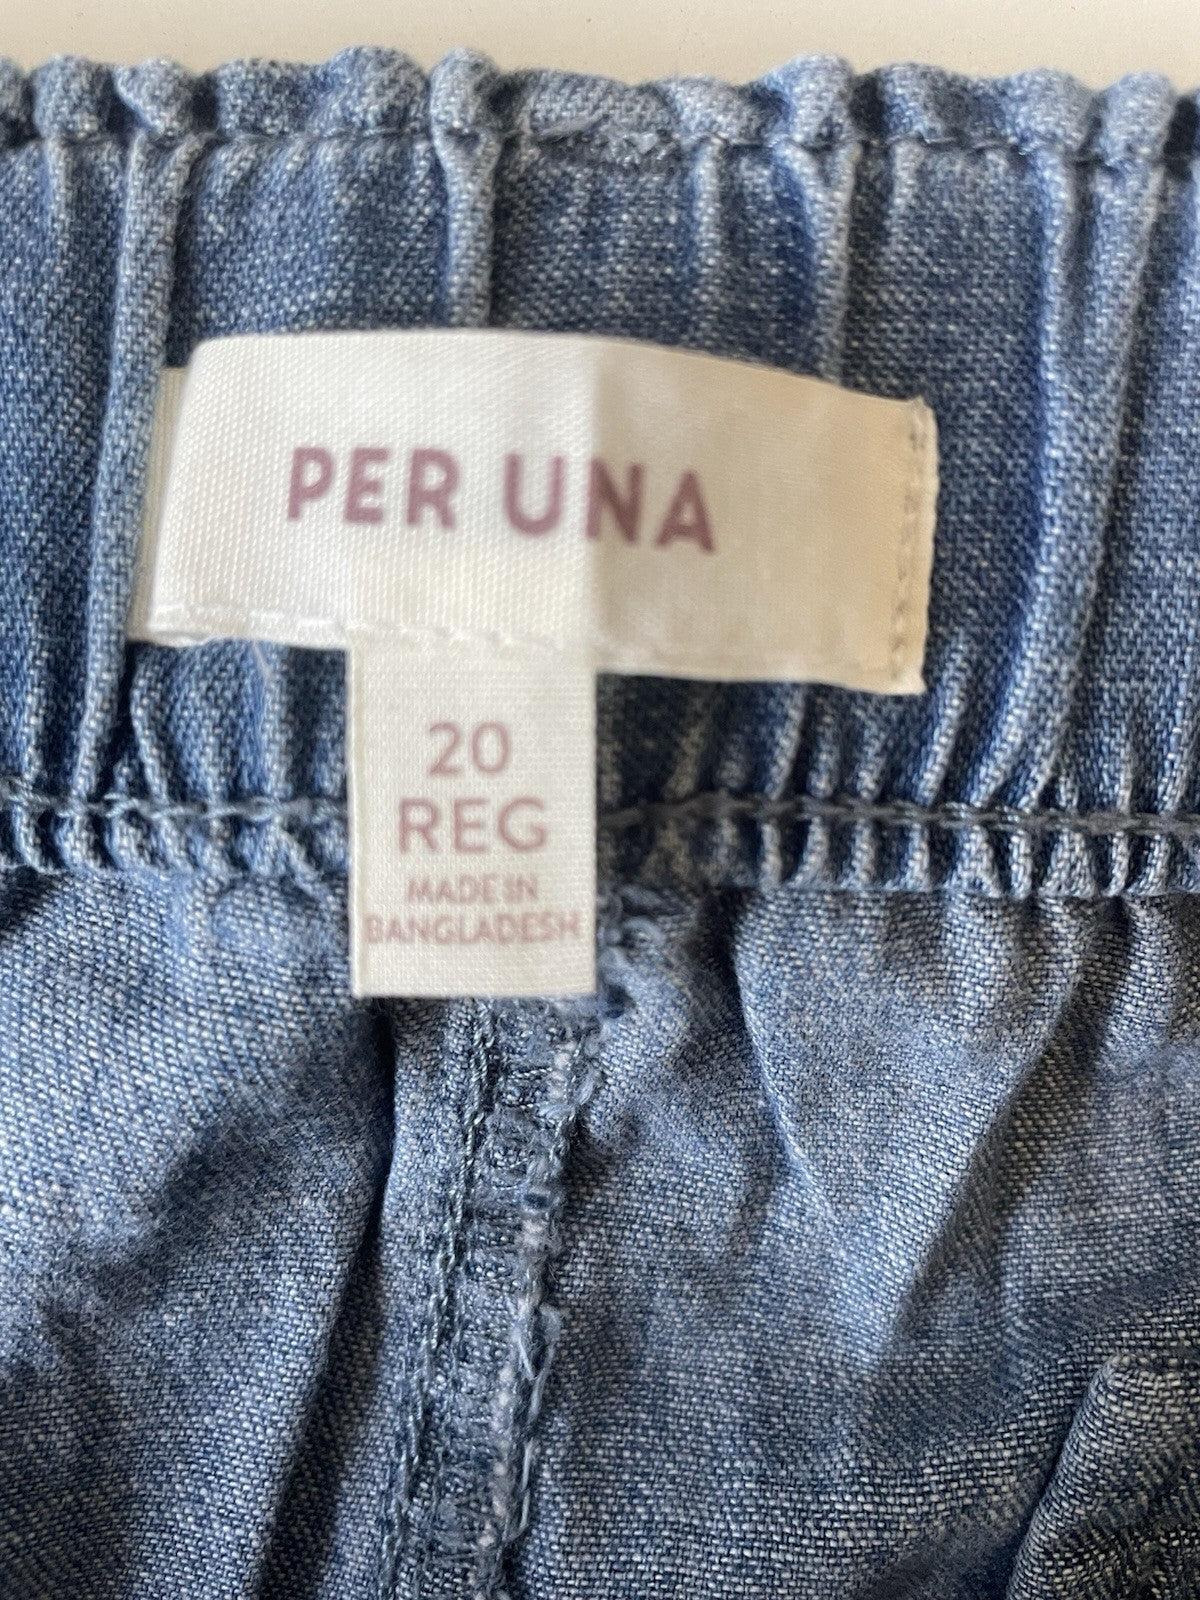 PER UNA
20
REG
MADE IN
BANGLADESH